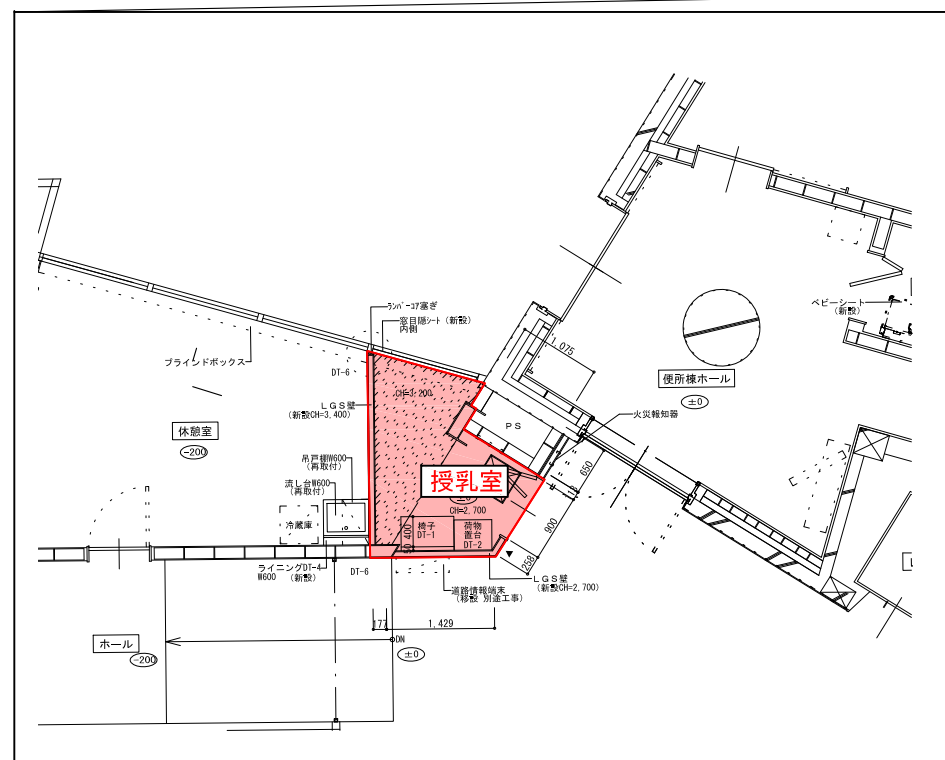 ランバーコア塞ぎ
窓目隠シート (新設)
内側
ブラインドボックス
DT-6
CH=3,200
1,075
ベビーシート
(新設)
便所棟ホール
±0
火災報知器
LGS壁
(新設CH=3,400)
PS
休憩室
-200
吊戸棚W600
(再取付)
流し台W600
(再取付)
冷蔵庫
授乳室
CH=2,700
650
椅子
DT-1
荷物
置台
DT-2
400
50
900
258
ライニングDT-4
W600 (新設)
DT-6
LGS壁
(新設CH=2,700)
道路情報端末
(移設 別途工事)
177
1,429
ホール
-200
DN
±0